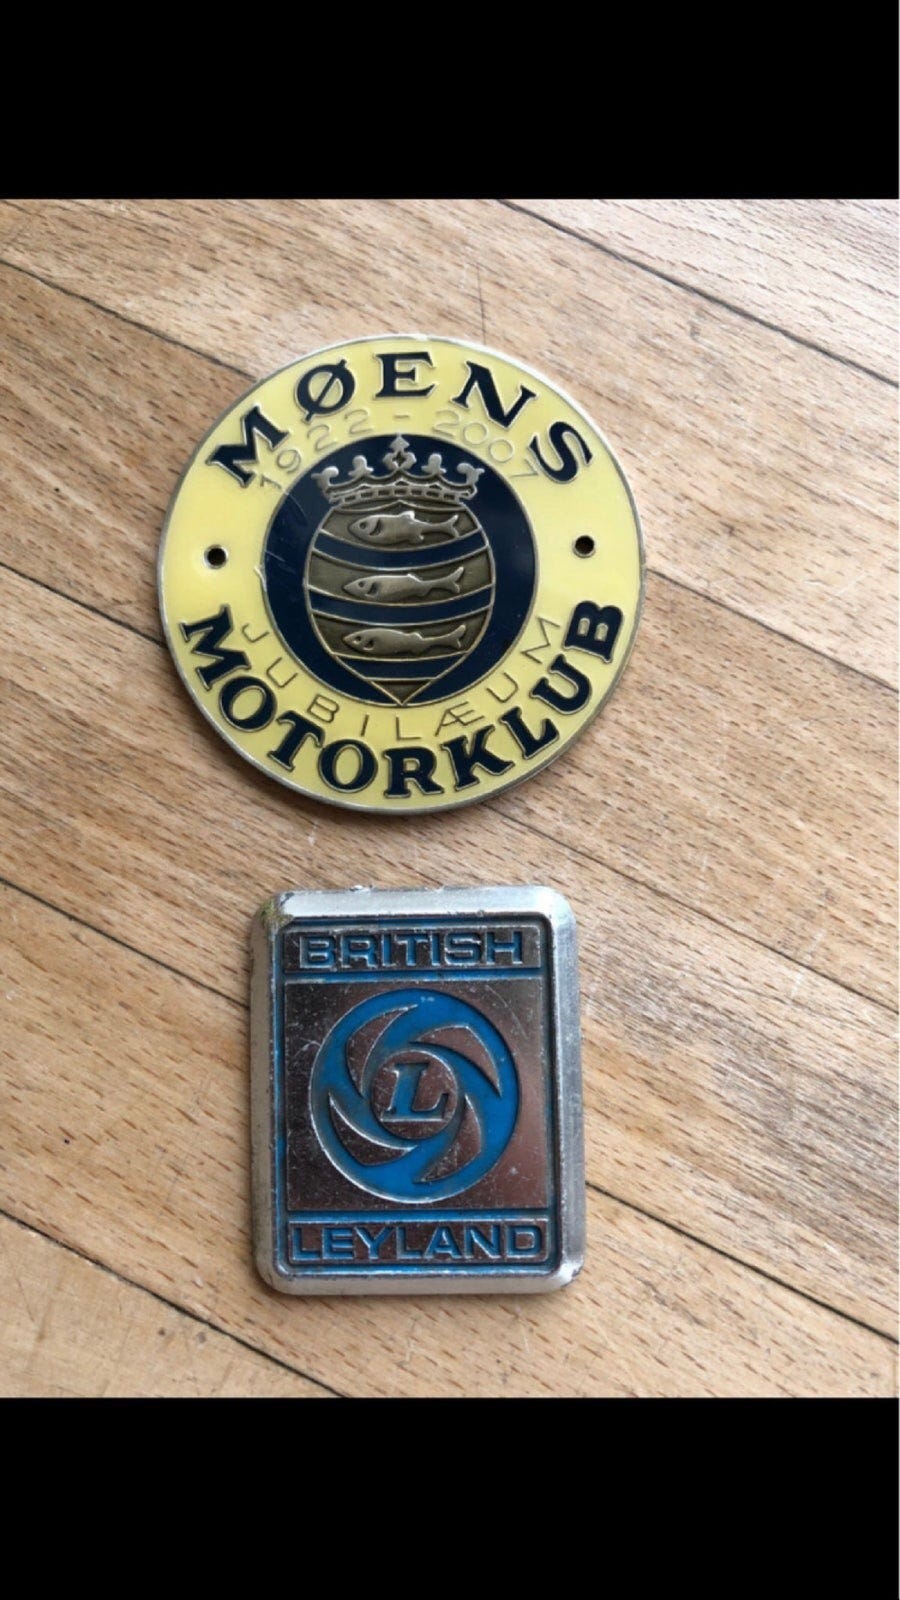 MØENS
1922 - 2007
JUBILÆUM
MOTORKLUB
BRITISH
L
LEYLAND